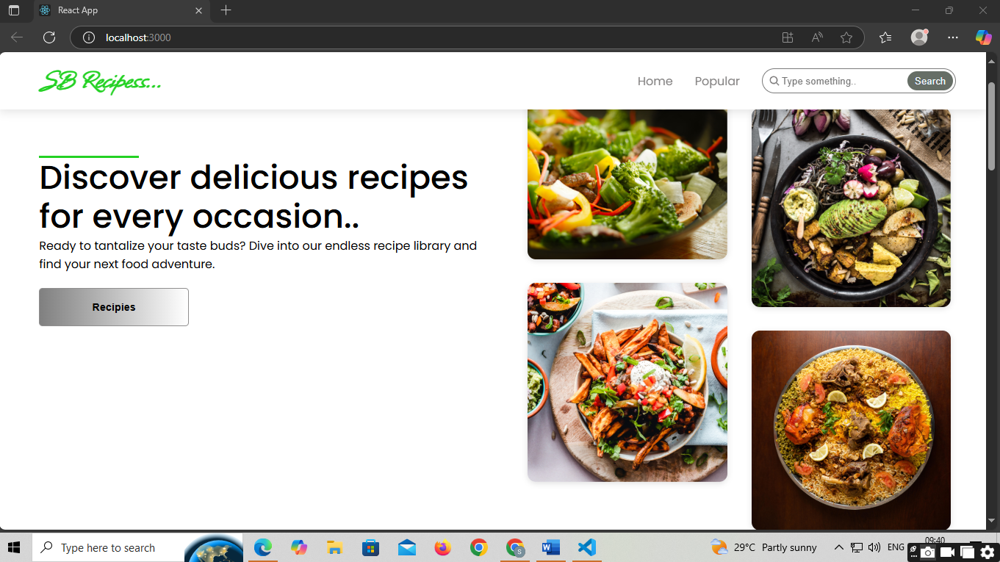 React App
localhost:3000
SB Recipess...
Home
Popular
Type something..
Search
Discover delicious recipes
for every occasion..
Ready to tantalize your taste buds? Dive into our endless recipe library and
find your next food adventure.
Recipies
Type here to search
S
29°C Partly sunny
ENG
09:40